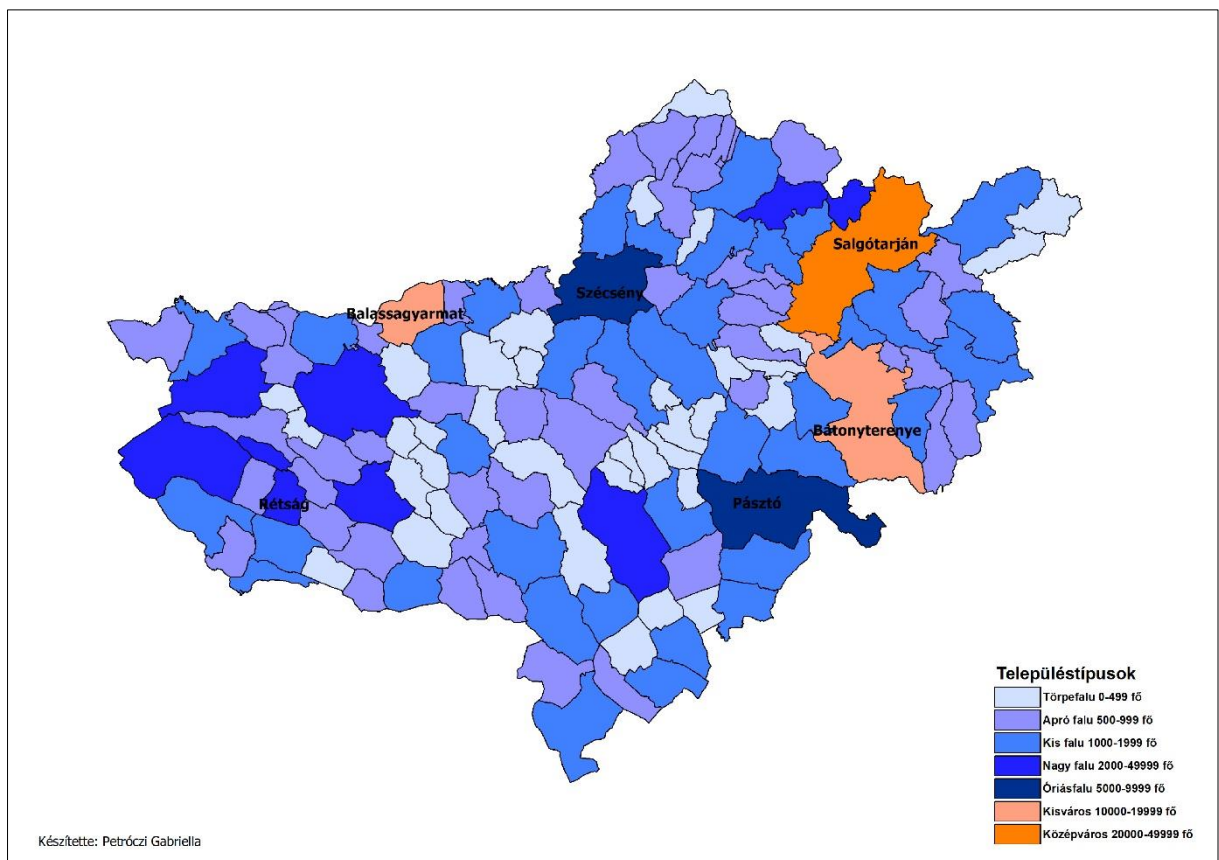 Salgótarján
Szécsény
Balassagyarmat
Bátonyterenye
Rétság
Pásztó
Településtípusok
Törpefalu 0-499 fő
Apró falu 500-999 fő
Kis falu 1000-1999 fő
Nagy falu 2000-49999 fő
Óriásfalu 5000-9999 fő
Kisváros 10000-19999 fő
Középváros 20000-49999 fő
Készítette: Petróczi Gabriella